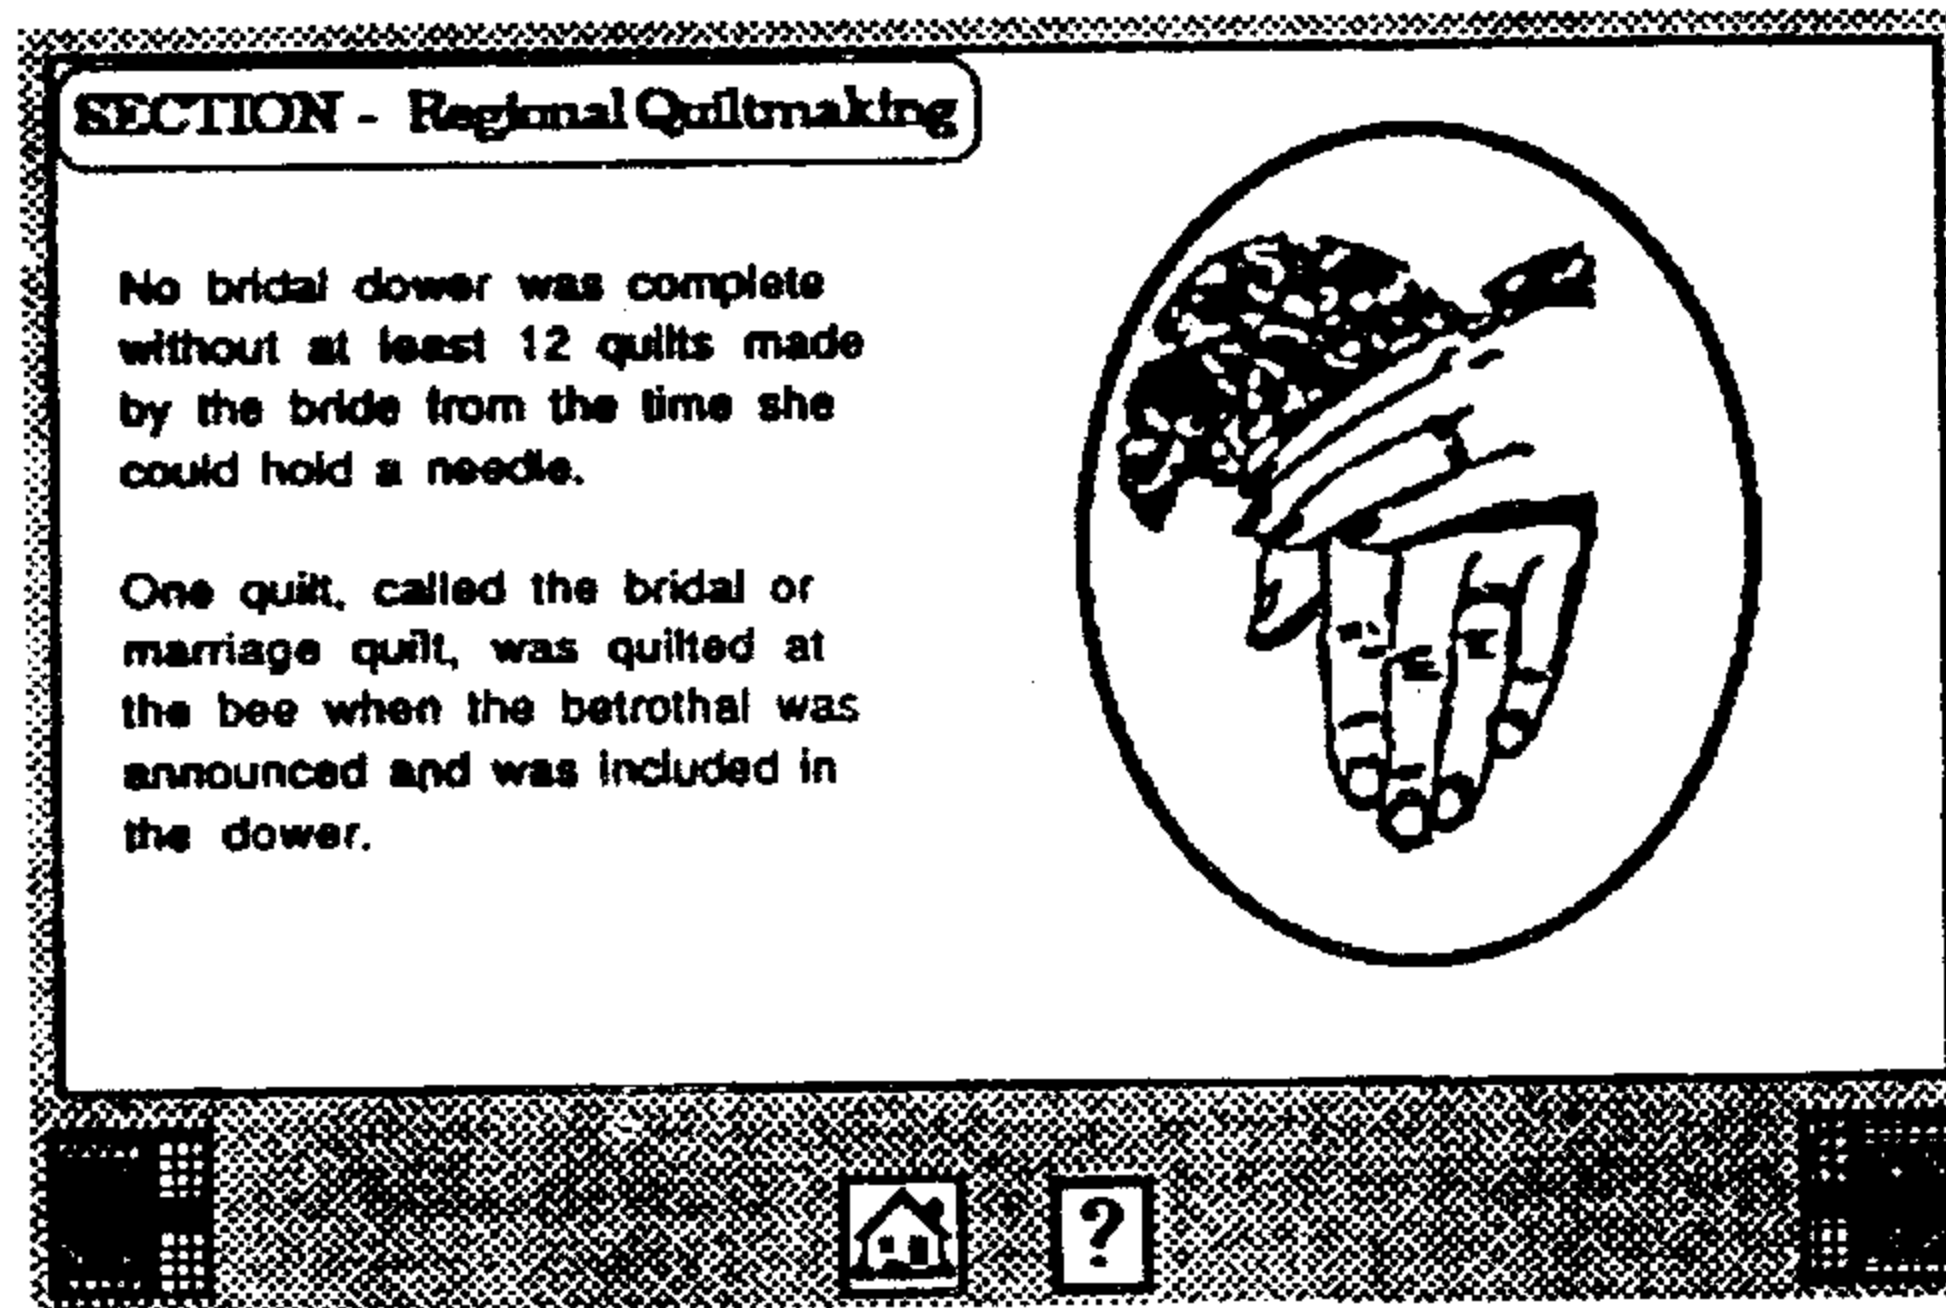 SECTION - Regional Quiltmaking
No bridal dower was complete
without at least 12 quilts made
by the bride from the time she
could hold a needle.
One quilt, called the bridal or
marriage quilt, was quilted at
the bee when the betrothal was
announced and was included in
the dower.
?